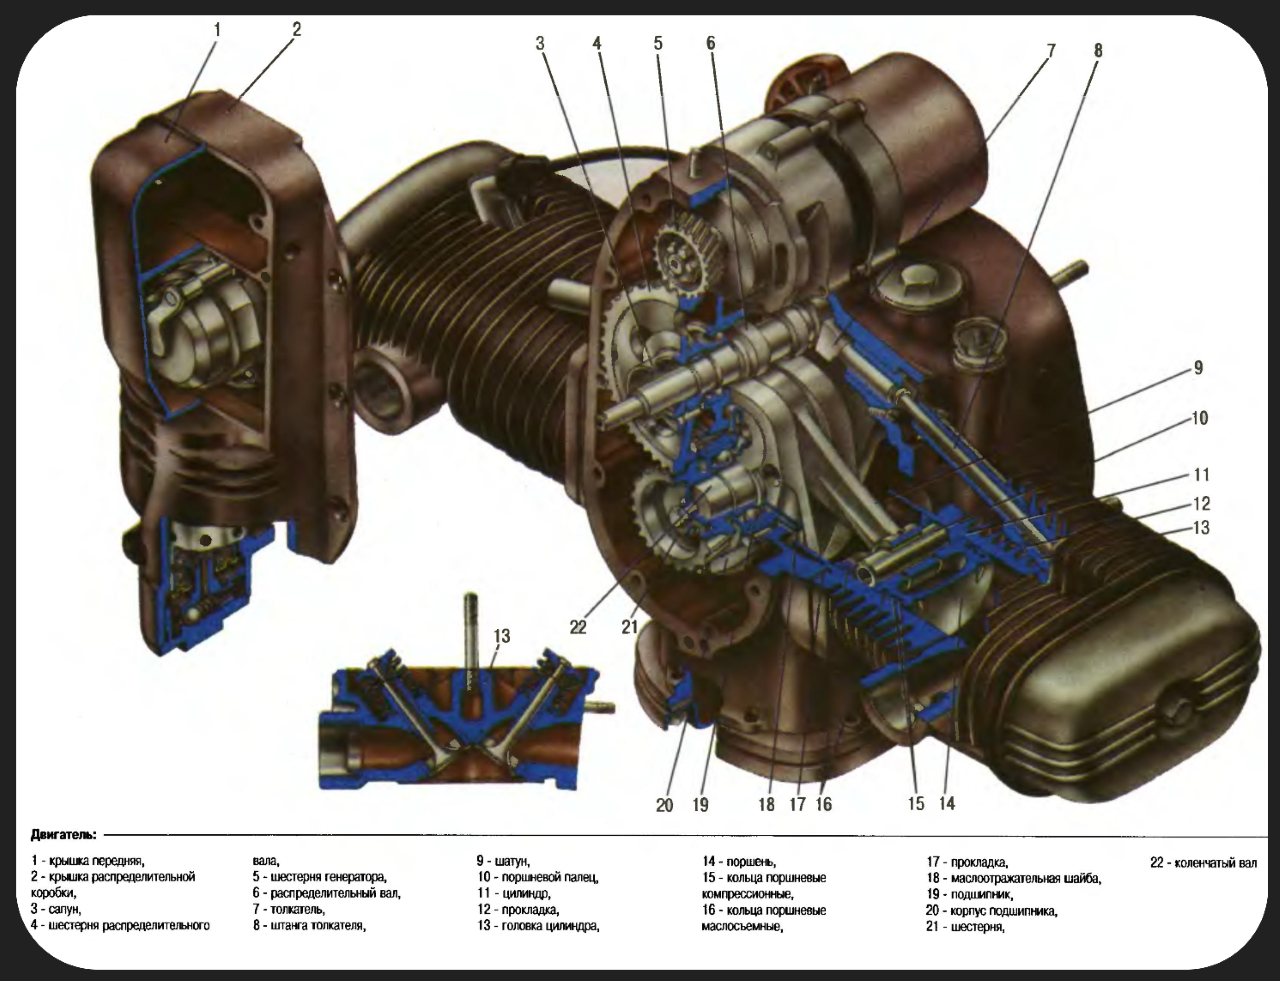 1
2
3
4
5
6
7
8
9
10
11
12
13
22
21
13
20
19
18
17
16
15
14
Двигатель:
1 - крышка передняя,
2 - крышка распределительной
коробки,
3 - сапун,
4 - шестерня распределительного
вала,
5 - шестерня генератора,
6 - распределительный вал,
7 - толкатель,
8 - штанга толкателя,
9 - шатун,
10 - поршневой палец,
11 - цилиндр,
12 - прокладка,
13 - головка цилиндра,
14 - поршень,
15 - кольца поршневые
компрессионные,
16 - кольца поршневые
маслосъемные,
17 - прокладка,
18 - маслоотражательная шайба,
19 - подшипник,
20 - корпус подшипника,
21 - шестерня,
22 - коленчатый вал